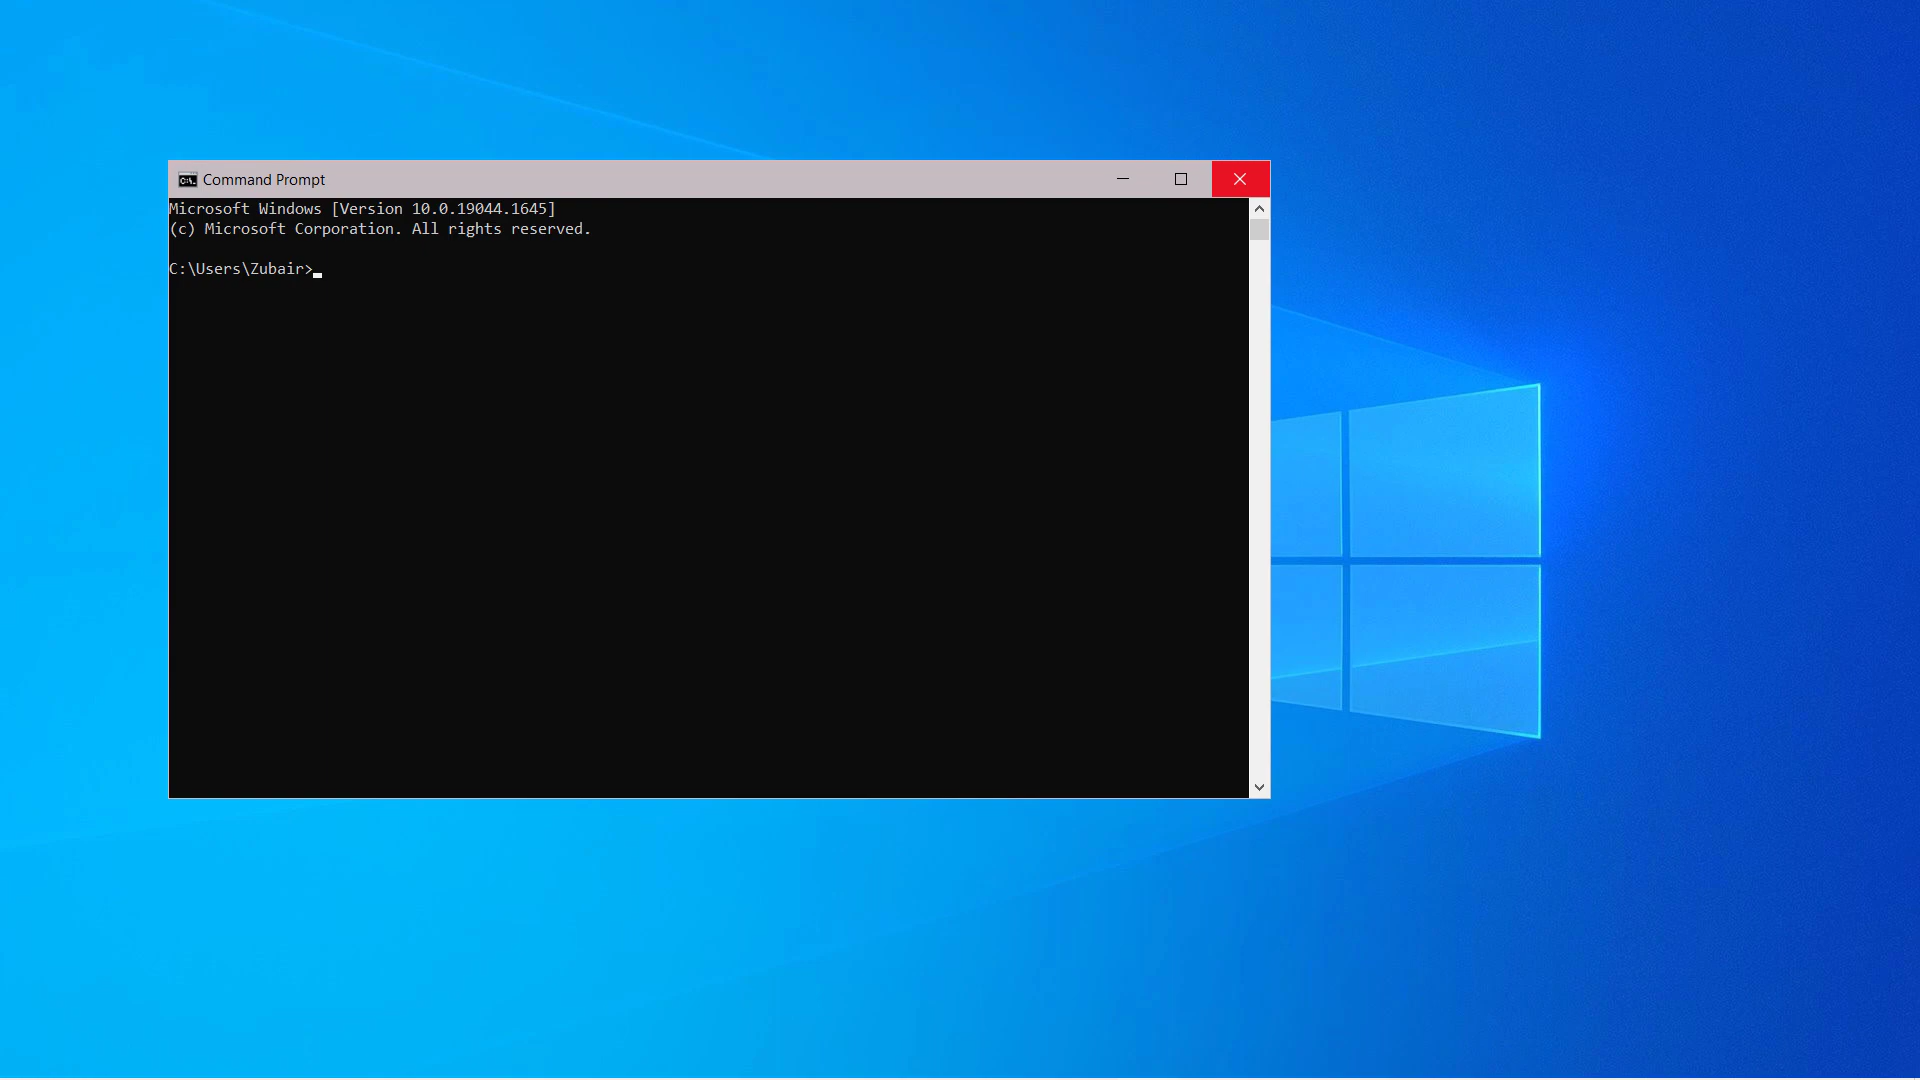 Command Prompt
Microsoft Windows [Version 10.0.19044.1645]
(c) Microsoft Corporation. All rights reserved.
C:\Users\Zubair>